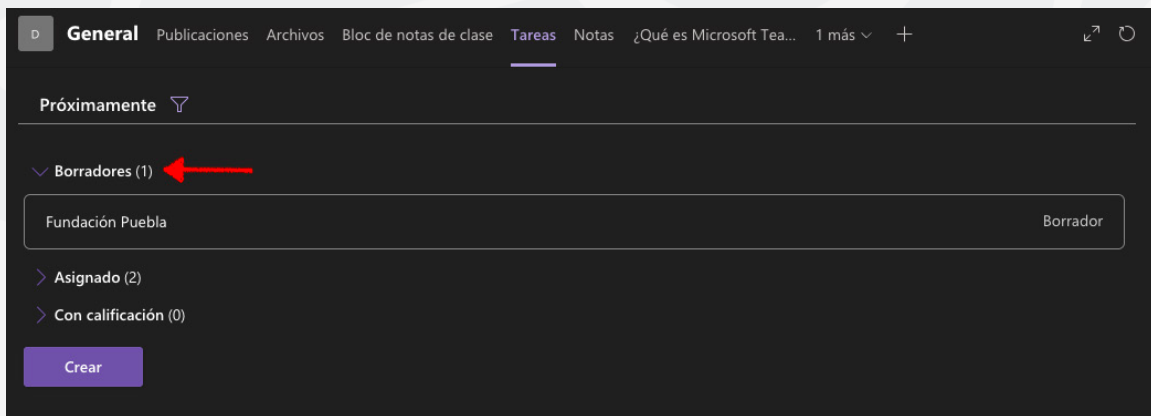 D General Publicaciones Archivos Bloc de notas de clase Tareas Notas ¿Qué es Microsoft Tea... 1 más
Próximamente
Borradores (1)
Fundación Puebla Borrador
Asignado (2)
Con calificación (0)
Crear